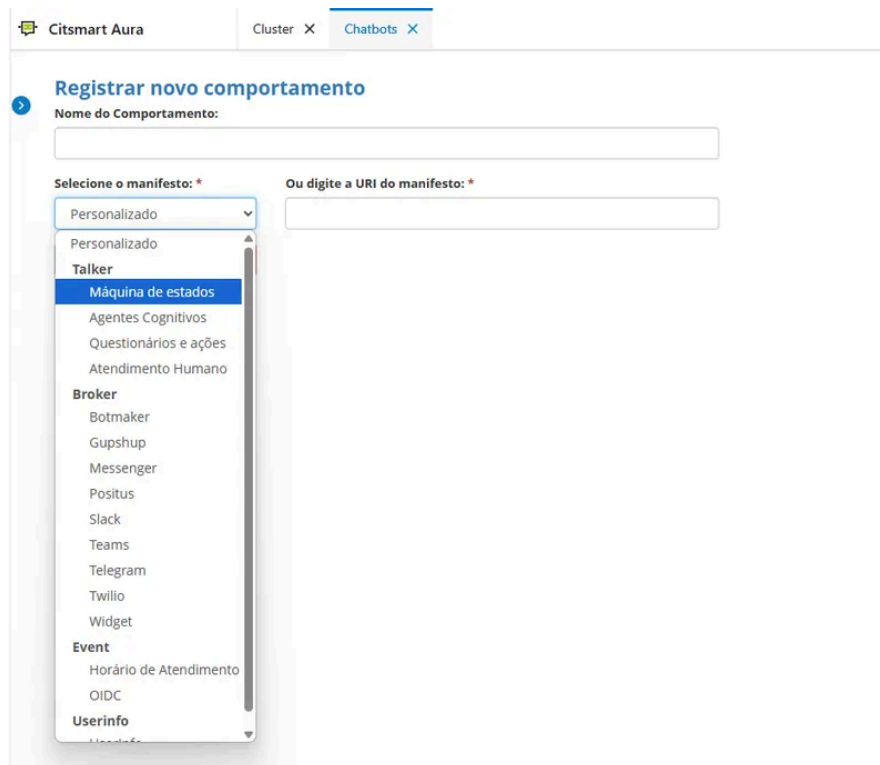 Citsmart Aura
Cluster X
Chatbots X
Registrar novo comportamento
Nome do Comportamento:
Selecione o manifesto: *
Ou digite a URI do manifesto: *
Personalizado
Personalizado
Talker
Máquina de estados
Agentes Cognitivos
Questionários e ações
Atendimento Humano
Broker
Botmaker
Gupshup
Messenger
Positus
Slack
Teams
Telegram
Twilio
Widget
Event
Horário de Atendimento
OIDC
Userinfo